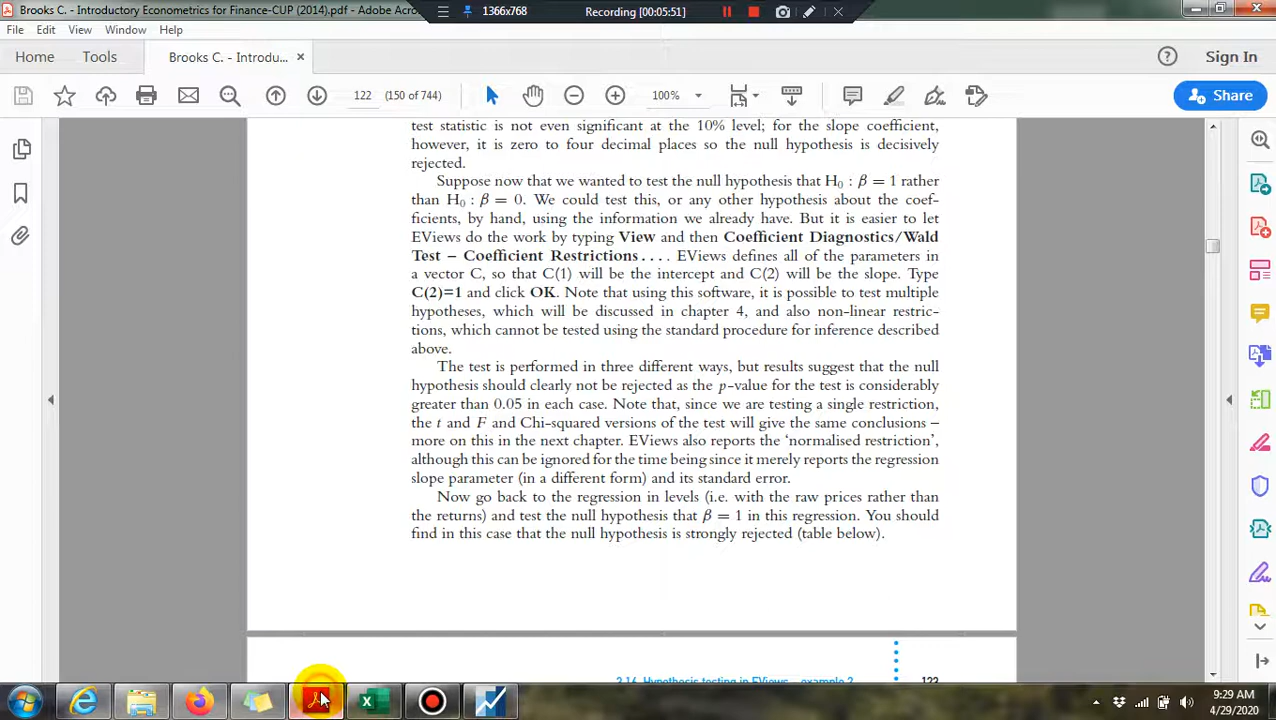 Brooks C. - Introductory Econometrics for Finance-CUP (2014).pdf - Adobe Acro
1366x768
Recording [00:05:51]
File Edit View Window Help
Home Tools Brooks C. - Introdu... × Sign In
122 (150 of 744) 100% Share
test statistic is not even significant at the 10% level; for the slope coefficient,
however, it is zero to four decimal places so the null hypothesis is decisively
rejected.
Suppose now that we wanted to test the null hypothesis that H0 : β = 1 rather
than H0 : β = 0. We could test this, or any other hypothesis about the coef-
ficients, by hand, using the information we already have. But it is easier to let
EViews do the work by typing View and then Coefficient Diagnostics/Wald
Test – Coefficient Restrictions . . . . EViews defines all of the parameters in
a vector C, so that C(1) will be the intercept and C(2) will be the slope. Type
C(2)=1 and click OK. Note that using this software, it is possible to test multiple
hypotheses, which will be discussed in chapter 4, and also non-linear restric-
tions, which cannot be tested using the standard procedure for inference described
above.
The test is performed in three different ways, but results suggest that the null
hypothesis should clearly not be rejected as the p-value for the test is considerably
greater than 0.05 in each case. Note that, since we are testing a single restriction,
the t and F and Chi-squared versions of the test will give the same conclusions –
more on this in the next chapter. EViews also reports the ‘normalised restriction’,
although this can be ignored for the time being since it merely reports the regression
slope parameter (in a different form) and its standard error.
Now go back to the regression in levels (i.e. with the raw prices rather than
the returns) and test the null hypothesis that β = 1 in this regression. You should
find in this case that the null hypothesis is strongly rejected (table below).
Hypothesis testing in EViews – example 2 123
9:29 AM
4/29/2020